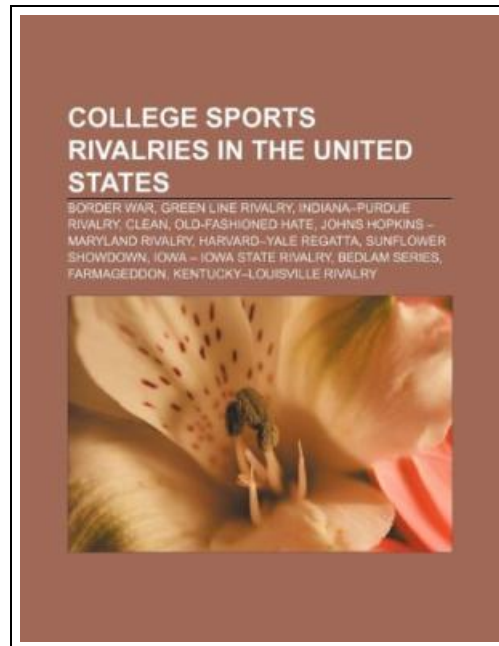 COLLEGE SPORTS
RIVALRIES IN THE UNITED
STATES
BORDER WAR, GREEN LINE RIVALRY, INDIANA–PURDUE
RIVALRY, CLEAN, OLD-FASHIONED HATE, JOHNS HOPKINS –
MARYLAND RIVALRY, HARVARD–YALE REGATTA, SUNFLOWER
SHOWDOWN, IOWA – IOWA STATE RIVALRY, BEDLAM SERIES,
FARMAGEDDON, KENTUCKY–LOUISVILLE RIVALRY